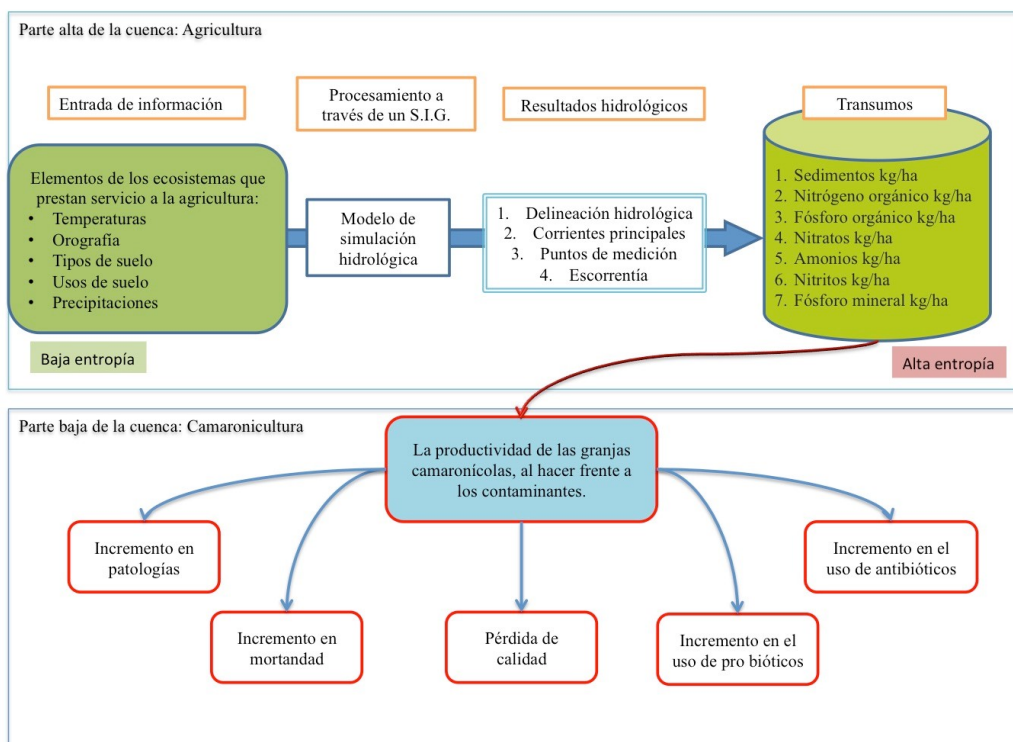 Parte alta de la cuenca: Agricultura
Entrada de información
Procesamiento a
través de un S.I.G.
Resultados hidrológicos
Transumos
Elementos de los ecosistemas que
prestan servicio a la agricultura:
• Temperaturas
• Orografía
• Tipos de suelo
• Usos de suelo
• Precipitaciones
Modelo de
simulación
hidrológica
1. Delineación hidrológica
2. Corrientes principales
3. Puntos de medición
4. Escorrentía
1. Sedimentos kg/ha
2. Nitrógeno orgánico kg/ha
3. Fósforo orgánico kg/ha
4. Nitratos kg/ha
5. Amonios kg/ha
6. Nitritos kg/ha
7. Fósforo mineral kg/ha
Baja entropía
Alta entropía
Parte baja de la cuenca: Camaronicultura
La productividad de las granjas
camaronícolas, al hacer frente a
los contaminantes.
Incremento en
patologías
Incremento en
mortandad
Pérdida de
calidad
Incremento en el
uso de pro bióticos
Incremento en el
uso de antibióticos